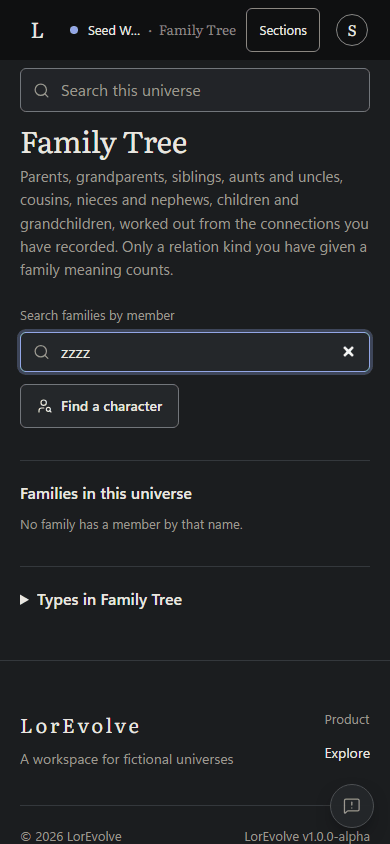 L
Seed W... · Family Tree
Sections
S
Search this universe
Family Tree
Parents, grandparents, siblings, aunts and uncles,
cousins, nieces and nephews, children and
grandchildren, worked out from the connections you
have recorded. Only a relation kind you have given a
family meaning counts.
Search families by member
zzzz
Find a character
Families in this universe
No family has a member by that name.
Types in Family Tree
LorEvolve
A workspace for fictional universes
Product
Explore
© 2026 LorEvolve
LorEvolve v1.0.0-alpha